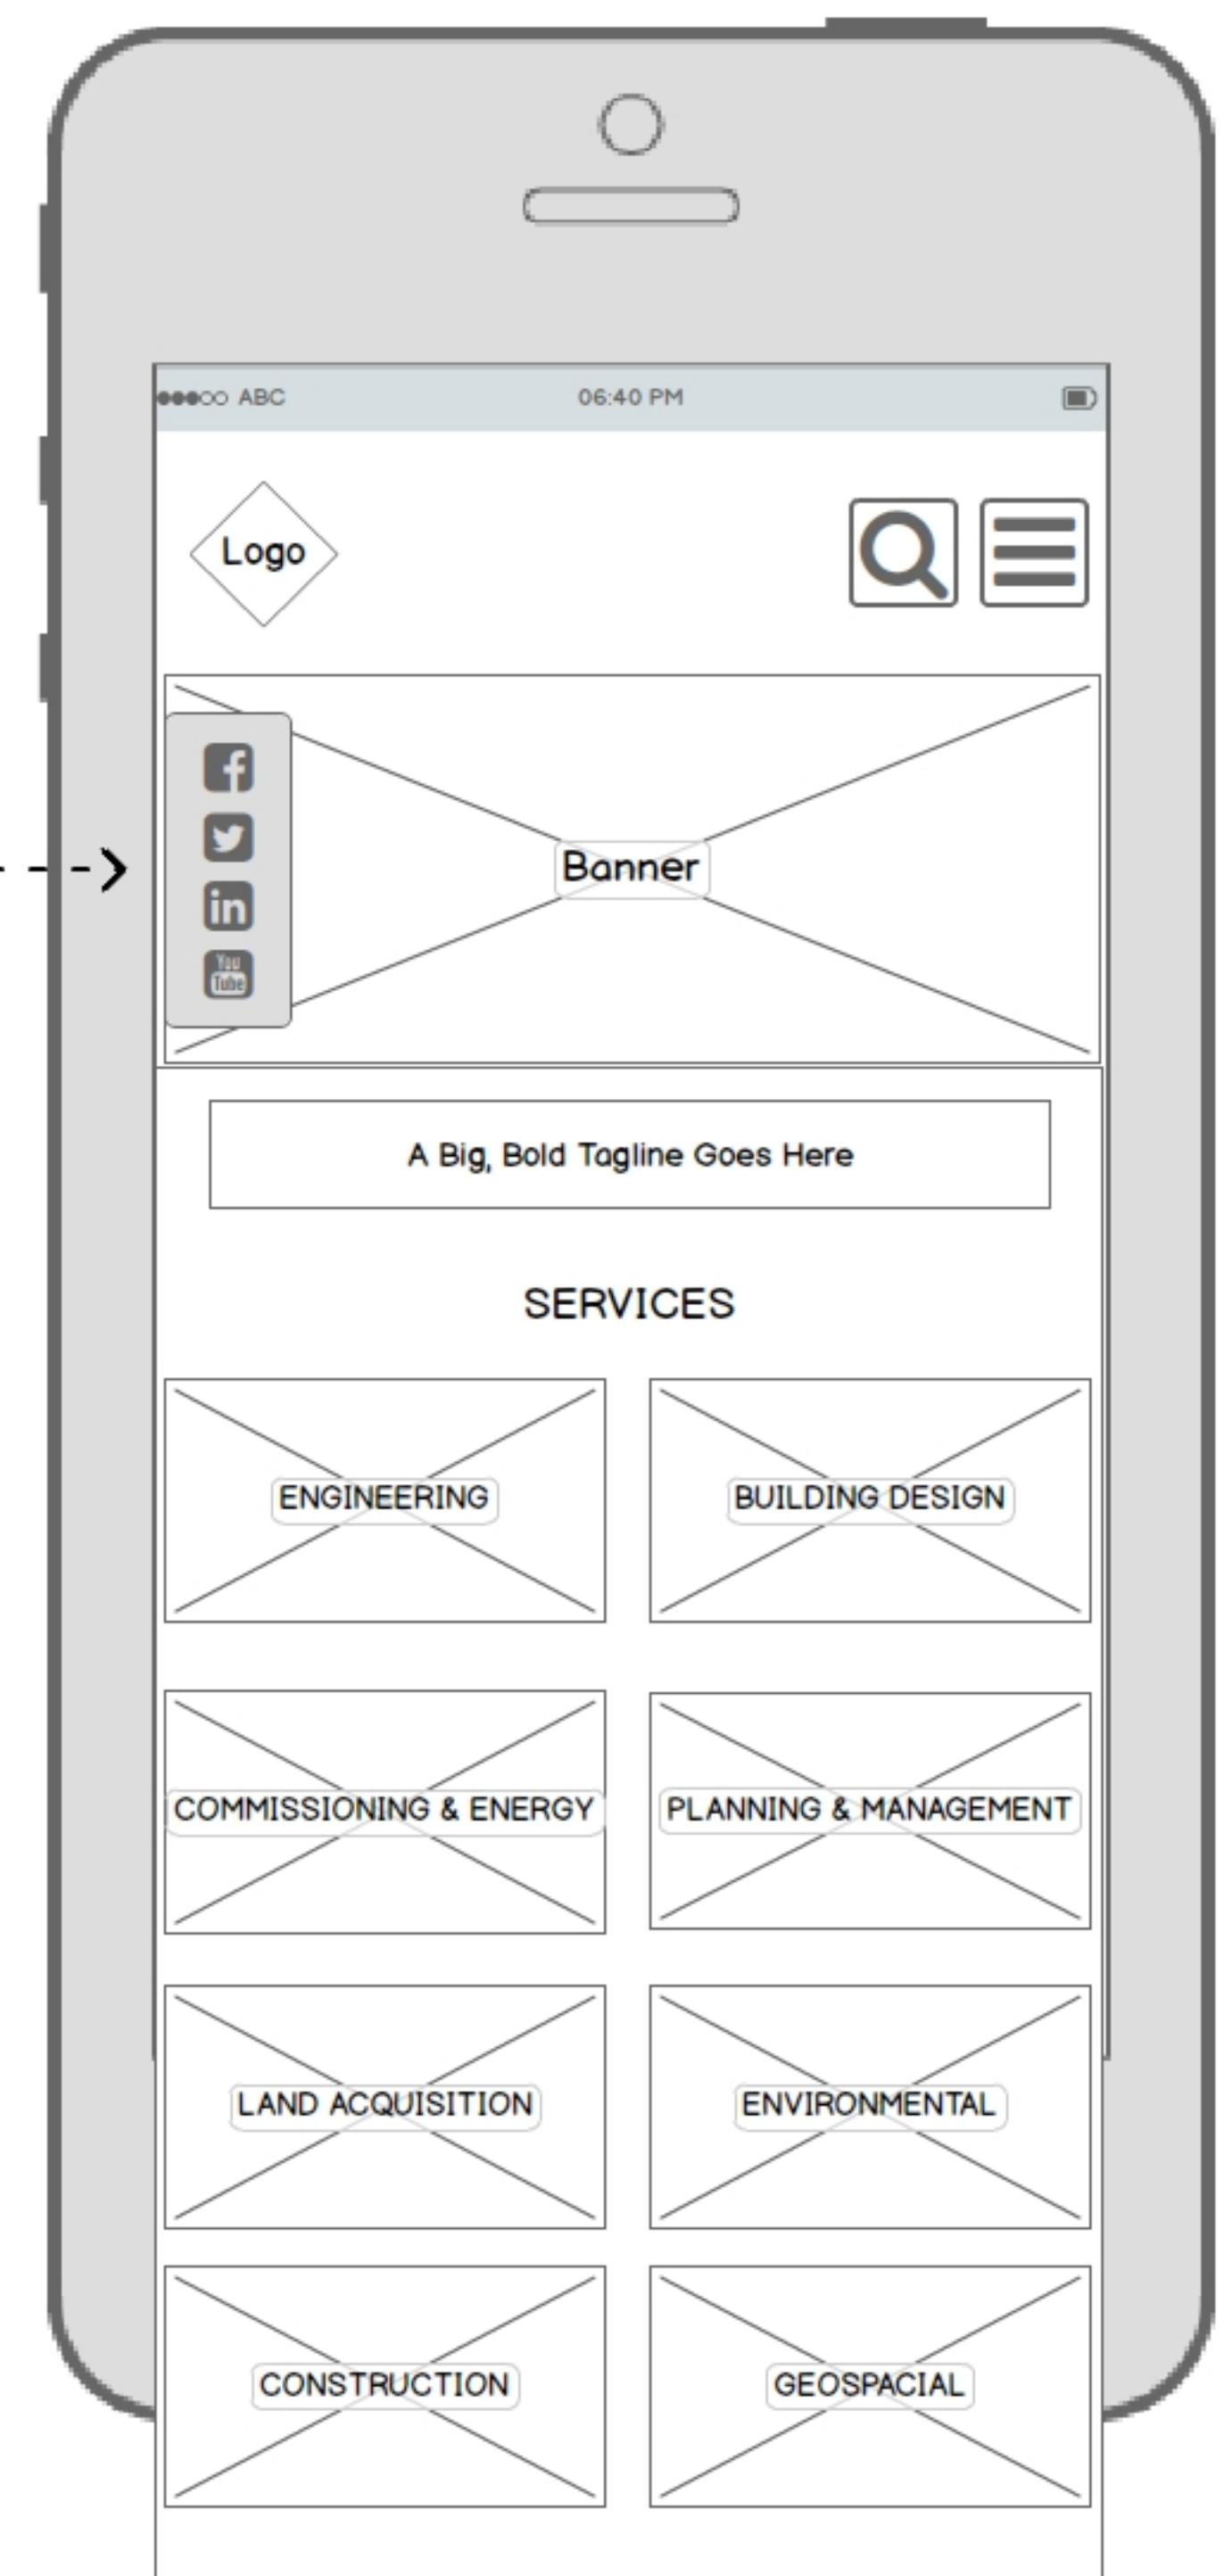 ABC 06:40 PM
Logo
You
Tube
Banner
A Big, Bold Tagline Goes Here
SERVICES
ENGINEERING BUILDING DESIGN
COMMISSIONING & ENERGY PLANNING & MANAGEMENT
LAND ACQUISITION ENVIRONMENTAL
CONSTRUCTION GEOSPACIAL